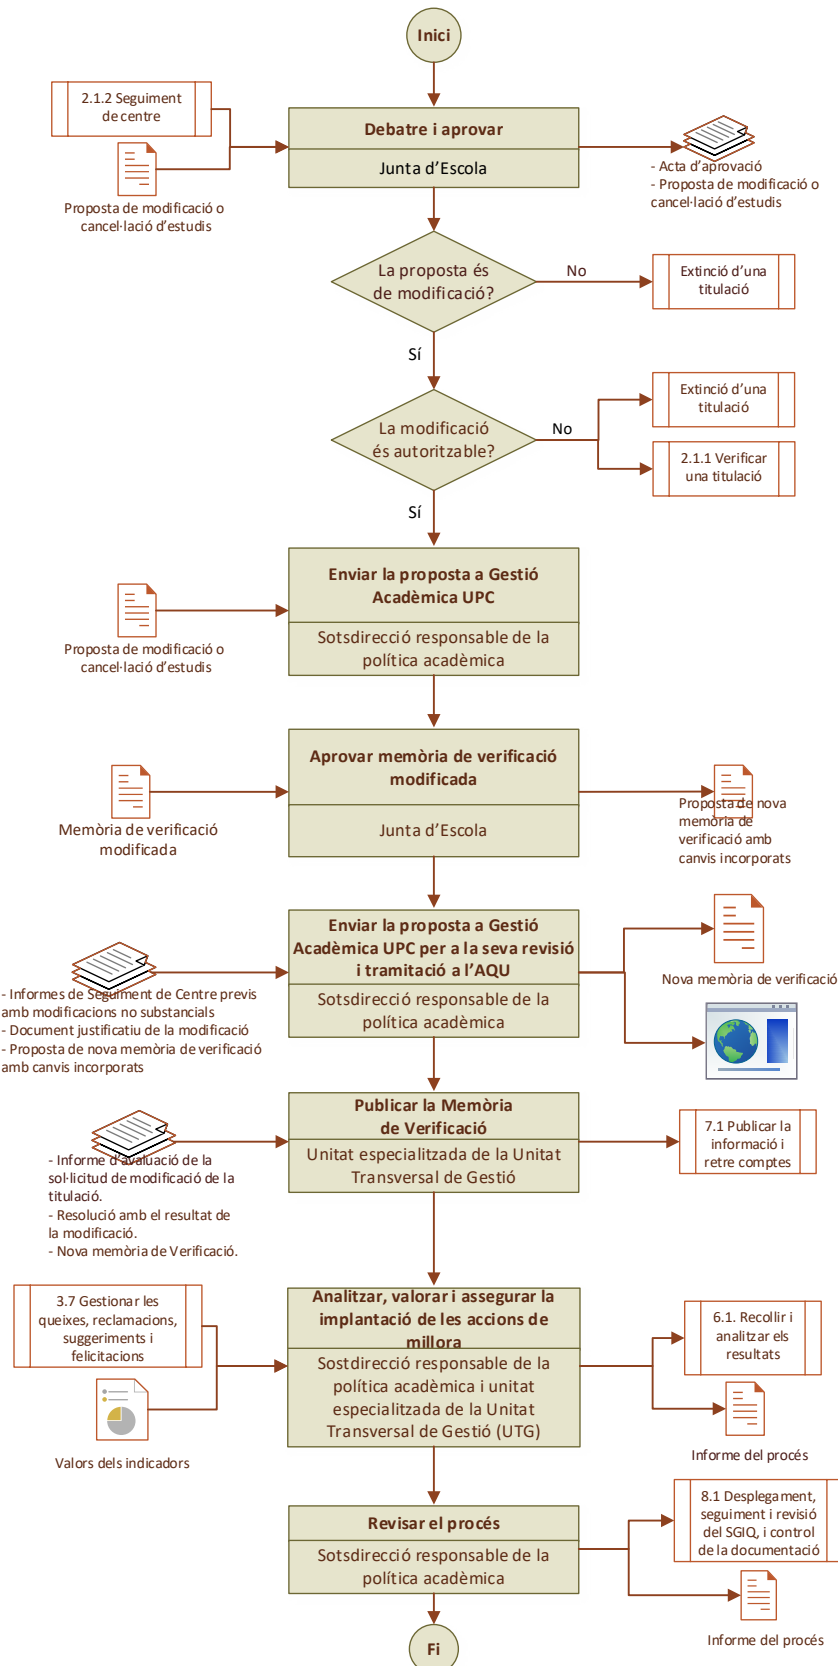 Inici
2.1.2 Seguiment
de centre
Proposta de modificació o
cancel·lació d'estudis
Debatre i aprovar
Junta d'Escola
- Acta d'aprovació
- Proposta de modificació o
cancel·lació d'estudis
La proposta és
de modificació?
No
Extinció d'una
titulació
Sí
La modificació
és autoritzable?
No
Extinció d'una
titulació
2.1.1 Verificar
una titulació
Sí
Enviar la proposta a Gestió
Acadèmica UPC
Sotsdirecció responsable de la
política acadèmica
Proposta de modificació o
cancel·lació d'estudis
Aprovar memòria de verificació
modificada
Junta d'Escola
Memòria de verificació
modificada
Proposta de nova
memòria de
verificació amb
canvis incorporats
Enviar la proposta a Gestió
Acadèmica UPC per a la seva revisió
i tramitació a l'AQU
Sotsdirecció responsable de la
política acadèmica
- Informes de Seguiment de Centre previs
amb modificacions no substancials
- Document justificatiu de la modificació
- Proposta de nova memòria de verificació
amb canvis incorporats
Nova memòria de verificació
Publicar la Memòria
de Verificació
Unitat especialitzada de la Unitat
Transversal de Gestió
- Informe d'avaluació de la
sol·licitud de modificació de la
titulació.
- Resolució amb el resultat de
la modificació.
- Nova memòria de Verificació.
7.1 Publicar la
informació i
retre comptes
3.7 Gestionar les
queixes, reclamacions,
suggeriments i
felicitacions
Valors dels indicadors
Analitzar, valorar i assegurar la
implantació de les accions de
millora
Sostdirecció responsable de la
política acadèmica i unitat
especialitzada de la Unitat
Transversal de Gestió (UTG)
6.1. Recollir i
analitzar els
resultats
Informe del procés
Revisar el procés
Sotsdirecció responsable de la
política acadèmica
8.1 Desplegament,
seguiment i revisió
del SGIQ, i control
de la documentació
Informe del procés
Fi